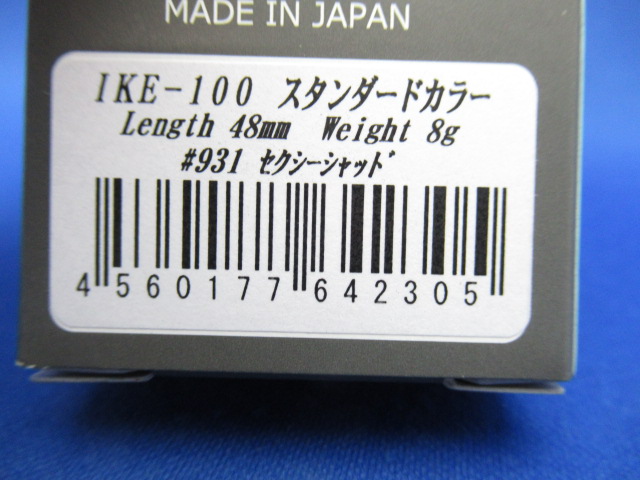 MADE IN JAPAN
IKE-100 スタンダードカラー
Length 48mm Weight 8g
#931 セクシーシャッド
4 560177 642305